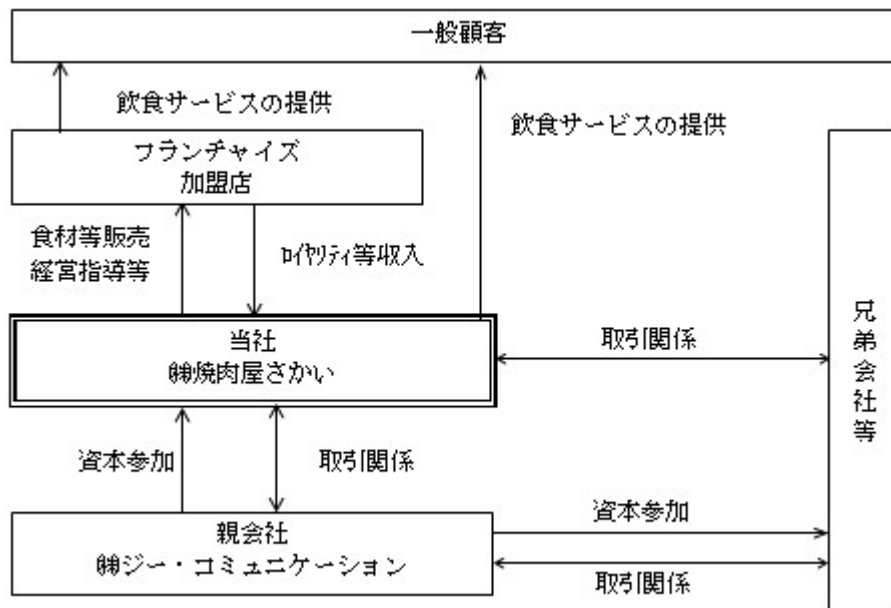 一般顧客
飲食サービスの提供
飲食サービスの提供
フランチャイズ
加盟店
食材等販売
経営指導等
ﾛｲﾔﾘﾃｨ等収入
当社
㈱焼肉屋さかい
取引関係
兄弟会社等
資本参加
取引関係
親会社
㈱ジー・コミュニケーション
資本参加
取引関係